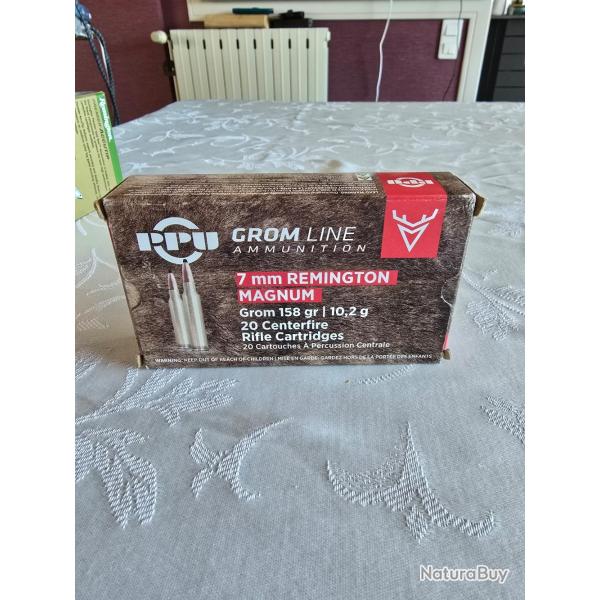 Remington
PPU
PPU
GROM LINE
AMMUNITION
7 mm REMINGTON
MAGNUM
Grom 158 gr | 10,2 g
20 Centerfire
Rifle Cartridges
20 Cartouches À Percussion Centrale
WARNING: KEEP OUT OF REACH OF CHILDREN | MISE EN GARDE: GARDEZ HORS DE LA PORTÉE DES ENFANTS
NaturaBuy